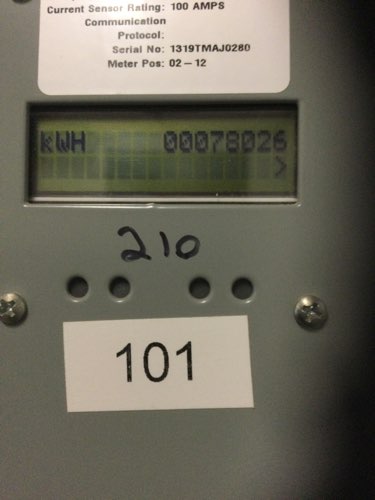 Current Sensor Rating: 100 AMPS
Communication
Protocol:
Serial No: 1319TMAJ0280
Meter Pos: 02 – 12
kWH 00078026
>
210
101